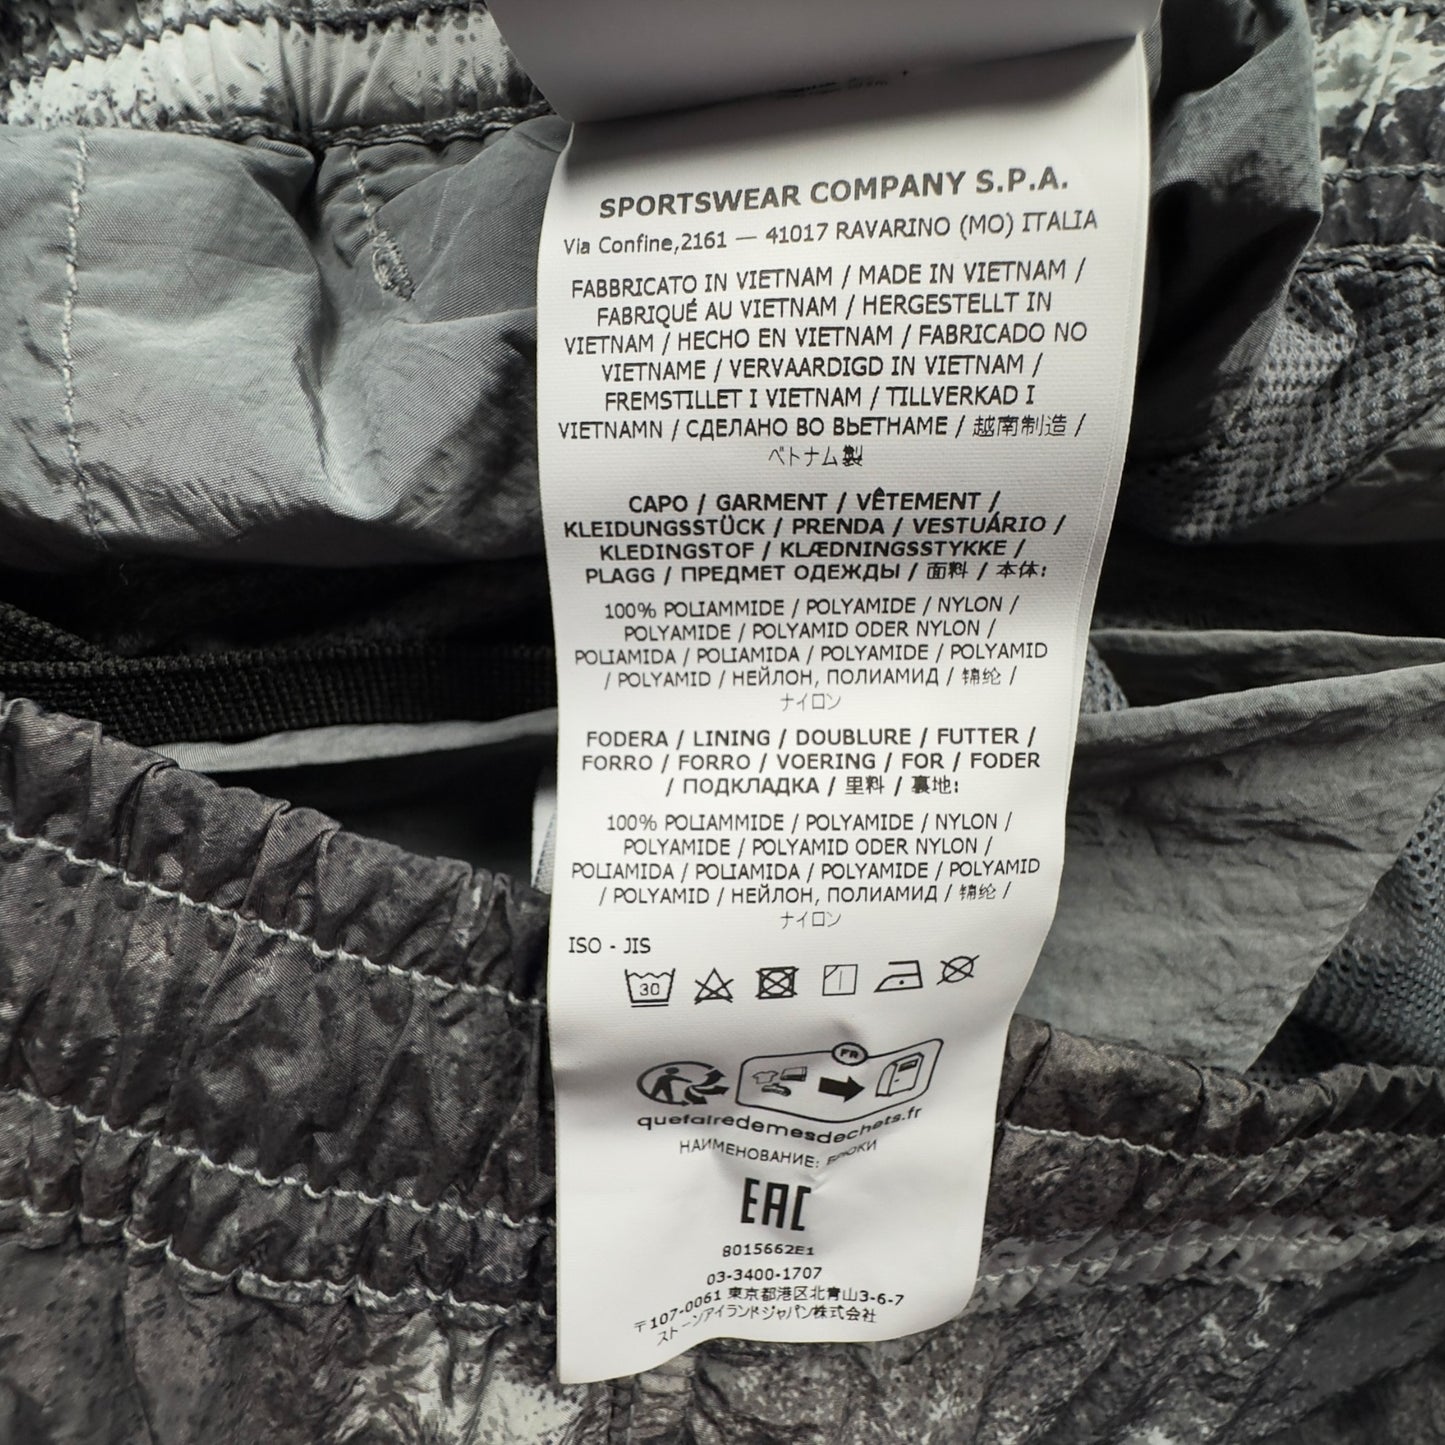 SPORTSWEAR COMPANY S.P.A.
Via Confine,2161 — 41017 RAVARINO (MO) ITALIA
FABBRICATO IN VIETNAM / MADE IN VIETNAM /
FABRIQUÉ AU VIETNAM / HERGESTELLT IN
VIETNAM / HECHO EN VIETNAM / FABRICADO NO
VIETNAME / VERVAARDIGD IN VIETNAM /
FREMSTILLET I VIETNAM / TILLVERKAD I
VIETNAMN / СДЕЛАНО ВО ВЬЕТНАМЕ / 越南制造 /
ベトナム製
CAPO / GARMENT / VÊTEMENT /
KLEIDUNGSSTÜCK / PRENDA / VESTUÁRIO /
KLEDINGSTOF / KLÆDNINGSSTYKKE /
PLAGG / ПРЕДМЕТ ОДЕЖДЫ / 面料 / 本体:
100% POLIAMMIDE / POLYAMIDE / NYLON /
POLYAMIDE / POLYAMID ODER NYLON /
POLIAMIDA / POLIAMIDA / POLYAMIDE / POLYAMID
/ POLYAMID / НЕЙЛОН, ПОЛИАМИД / 锦纶 /
ナイロン
FODERA / LINING / DOUBLURE / FUTTER /
FORRO / FORRO / VOERING / FOR / FODER
/ ПОДКЛАДКА / 里料 / 裏地:
100% POLIAMMIDE / POLYAMIDE / NYLON /
POLYAMIDE / POLYAMID ODER NYLON /
POLIAMIDA / POLIAMIDA / POLYAMIDE / POLYAMID
/ POLYAMID / НЕЙЛОН, ПОЛИАМИД / 锦纶 /
ナイロン
ISO - JIS
30
FR
quefairedemesdechets.fr
НАИМЕНОВАНИЕ: БРЮКИ
EAC
8015662E1
03-3400-1707
〒107-0061 東京都港区北青山3-6-7
ストーンアイランドジャパン株式会社